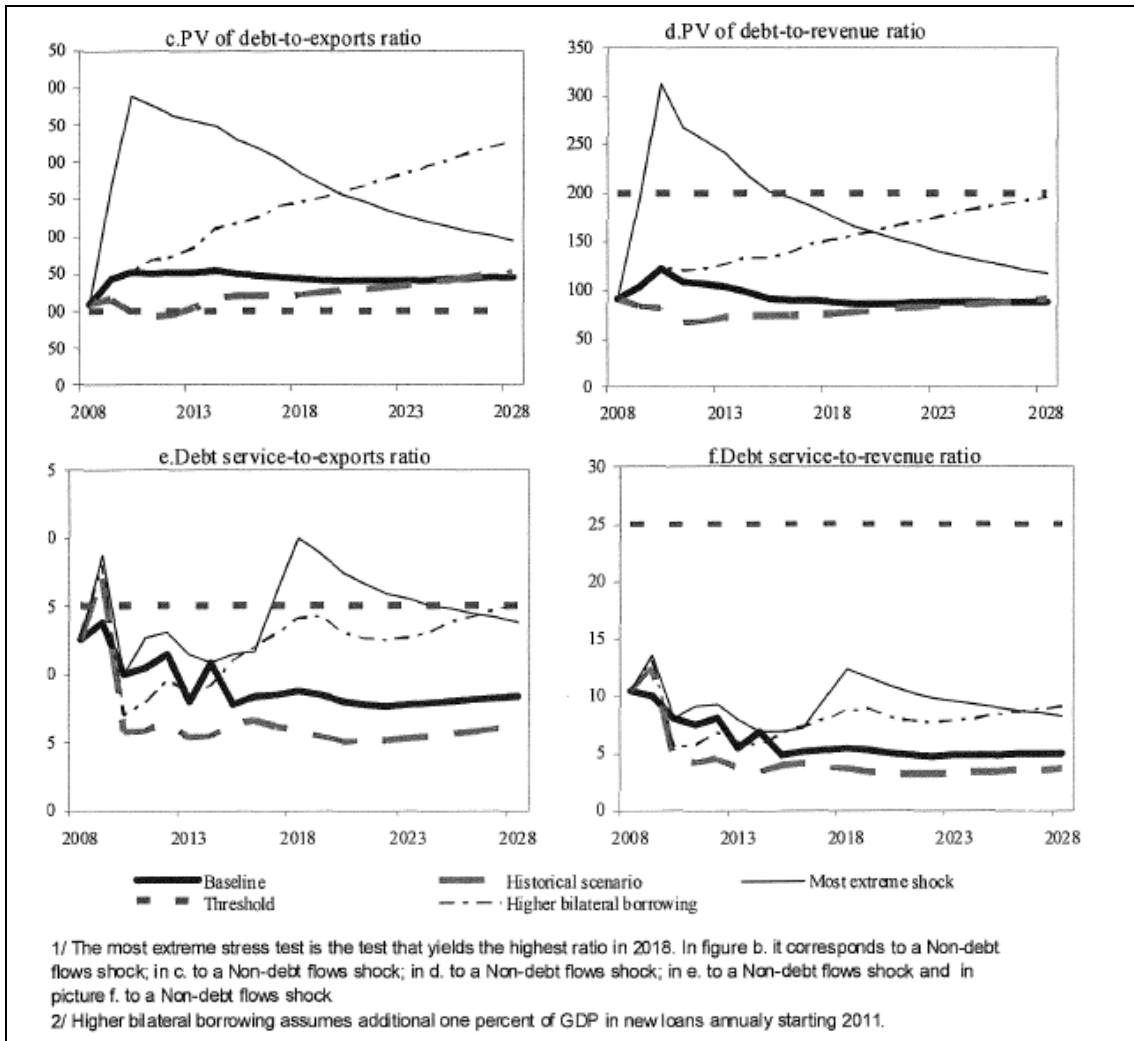 c.PV of debt-to-exports ratio
50
00
50
00
50
00
50
00
50
0
2008 2013 2018 2023 2028
d.PV of debt-to-revenue ratio
350
300
250
200
150
100
50
0
2008 2013 2018 2023 2028
e.Debt service-to-exports ratio
5
0
5
0
5
0
2008 2013 2018 2023 2028
f.Debt service-to-revenue ratio
30
25
20
15
10
5
0
2008 2013 2018 2023 2028
Baseline Historical scenario Most extreme shock
Threshold Higher bilateral borrowing
1/ The most extreme stress test is the test that yields the highest ratio in 2018. In figure b. it corresponds to a Non-debt
flows shock; in c. to a Non-debt flows shock; in d. to a Non-debt flows shock; in e. to a Non-debt flows shock and in
picture f. to a Non-debt flows shock
2/ Higher bilateral borrowing assumes additional one percent of GDP in new loans annualy starting 2011.